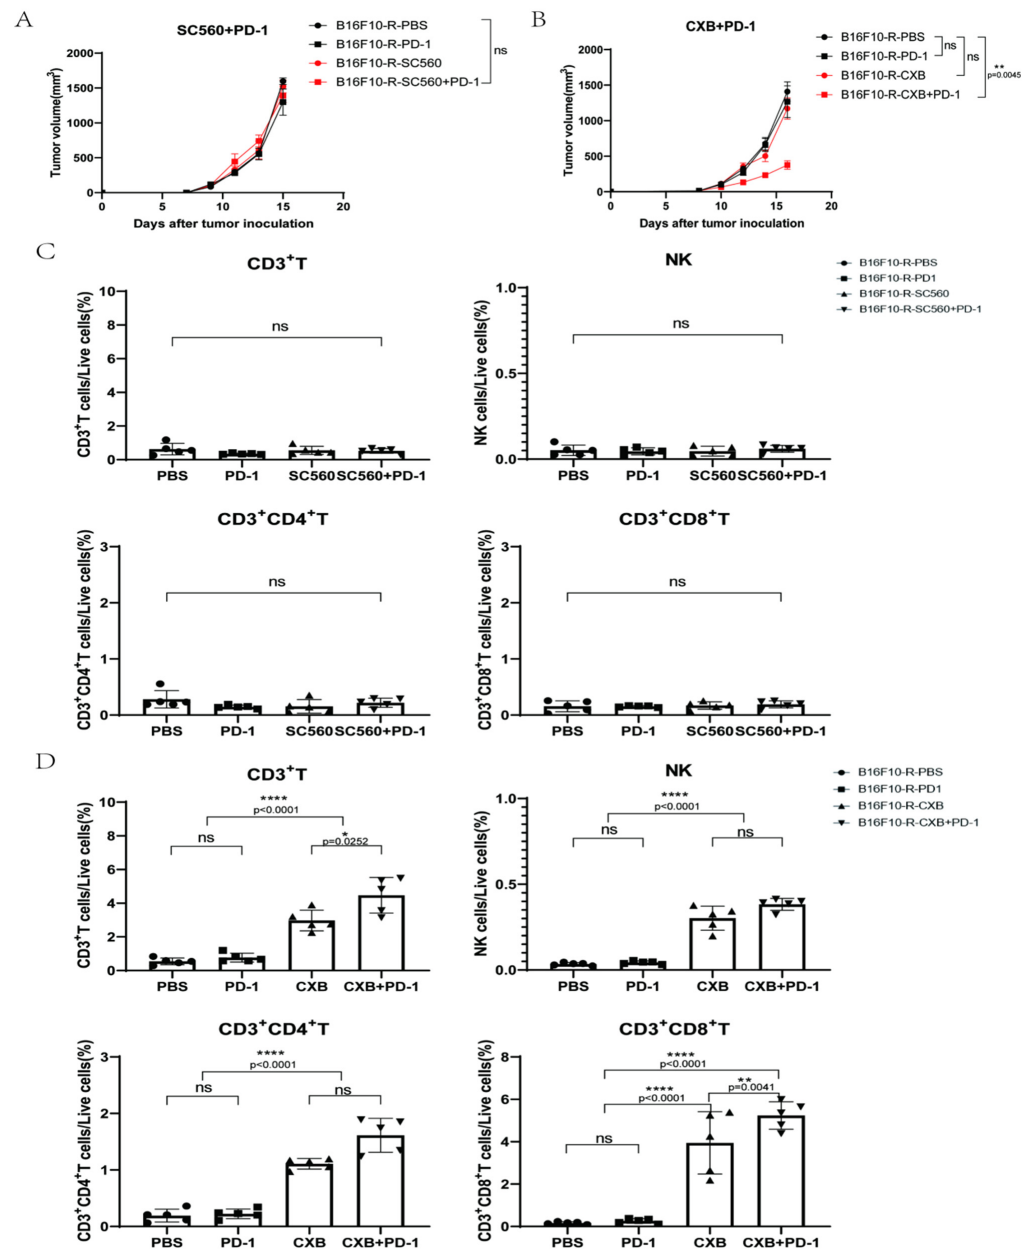 A
SC560+PD-1
B16F10-R-PBS
B16F10-R-PD-1
B16F10-R-SC560
B16F10-R-SC560+PD-1
ns
Tumor volume(mm³)
2000
1500
1000
500
0
0 5 10 15 20
Days after tumor inoculation
B
CXB+PD-1
B16F10-R-PBS
B16F10-R-PD-1
B16F10-R-CXB
B16F10-R-CXB+PD-1
ns
ns
**
p=0.0045
Tumor volume(mm³)
2000
1500
1000
500
0
0 5 10 15 20
Days after tumor inoculation
C
CD3⁺T
CD3⁺T cells/Live cells(%)
10
8
6
4
2
0
ns
PBS PD-1 SC560 SC560+PD-1
NK
NK cells/Live cells(%)
1.0
0.5
0.0
ns
PBS PD-1 SC560 SC560+PD-1
B16F10-R-PBS
B16F10-R-PD1
B16F10-R-SC560
B16F10-R-SC560+PD-1
CD3⁺CD4⁺T
CD3⁺CD4⁺T cells/Live cells(%)
3
2
1
0
ns
PBS PD-1 SC560 SC560+PD-1
CD3⁺CD8⁺T
CD3⁺CD8⁺T cells/Live cells(%)
3
2
1
0
ns
PBS PD-1 SC560 SC560+PD-1
D
CD3⁺T
CD3⁺T cells/Live cells(%)
10
8
6
4
2
0
****
p<0.0001
ns
*
p=0.0252
PBS PD-1 CXB CXB+PD-1
NK
NK cells/Live cells(%)
1.0
0.5
0.0
****
p<0.0001
ns
ns
PBS PD-1 CXB CXB+PD-1
B16F10-R-PBS
B16F10-R-PD1
B16F10-R-CXB
B16F10-R-CXB+PD-1
CD3⁺CD4⁺T
CD3⁺CD4⁺T cells/Live cells(%)
3
2
1
0
****
p<0.0001
ns
ns
PBS PD-1 CXB CXB+PD-1
CD3⁺CD8⁺T
CD3⁺CD8⁺T cells/Live cells(%)
8
6
4
2
0
****
p<0.0001
****
p<0.0001
**
p=0.0041
ns
PBS PD-1 CXB CXB+PD-1